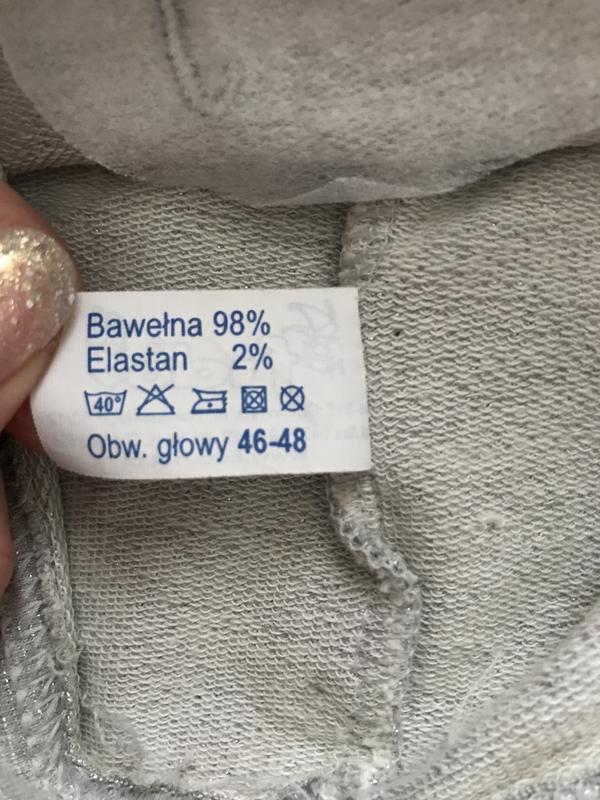 Bawełna 98%
Elastan 2%
40°
Obw. głowy 46-48